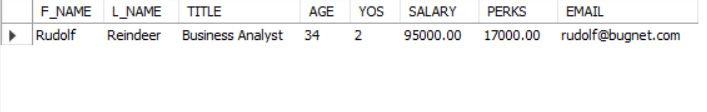 F_NAME L_NAME TITLE AGE YOS SALARY PERKS EMAIL
Rudolf Reindeer Business Analyst 34 2 95000.00 17000.00 rudolf@bugnet.com